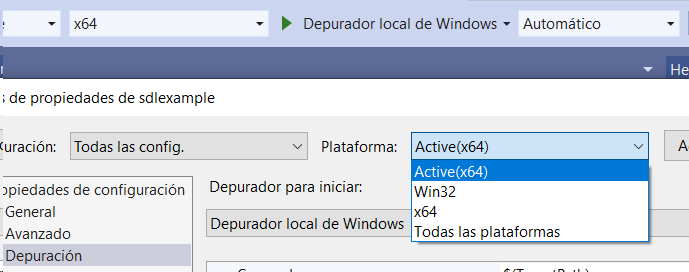 x64 Depurador local de Windows Automático
He
s de propiedades de sdlexample
uración: Todas las config. Plataforma: Active(x64) A
Active(x64)
Win32
x64
Todas las plataformas
opiedades de configuración
General
Avanzado
Depuración
Depurador para iniciar:
Depurador local de Windows